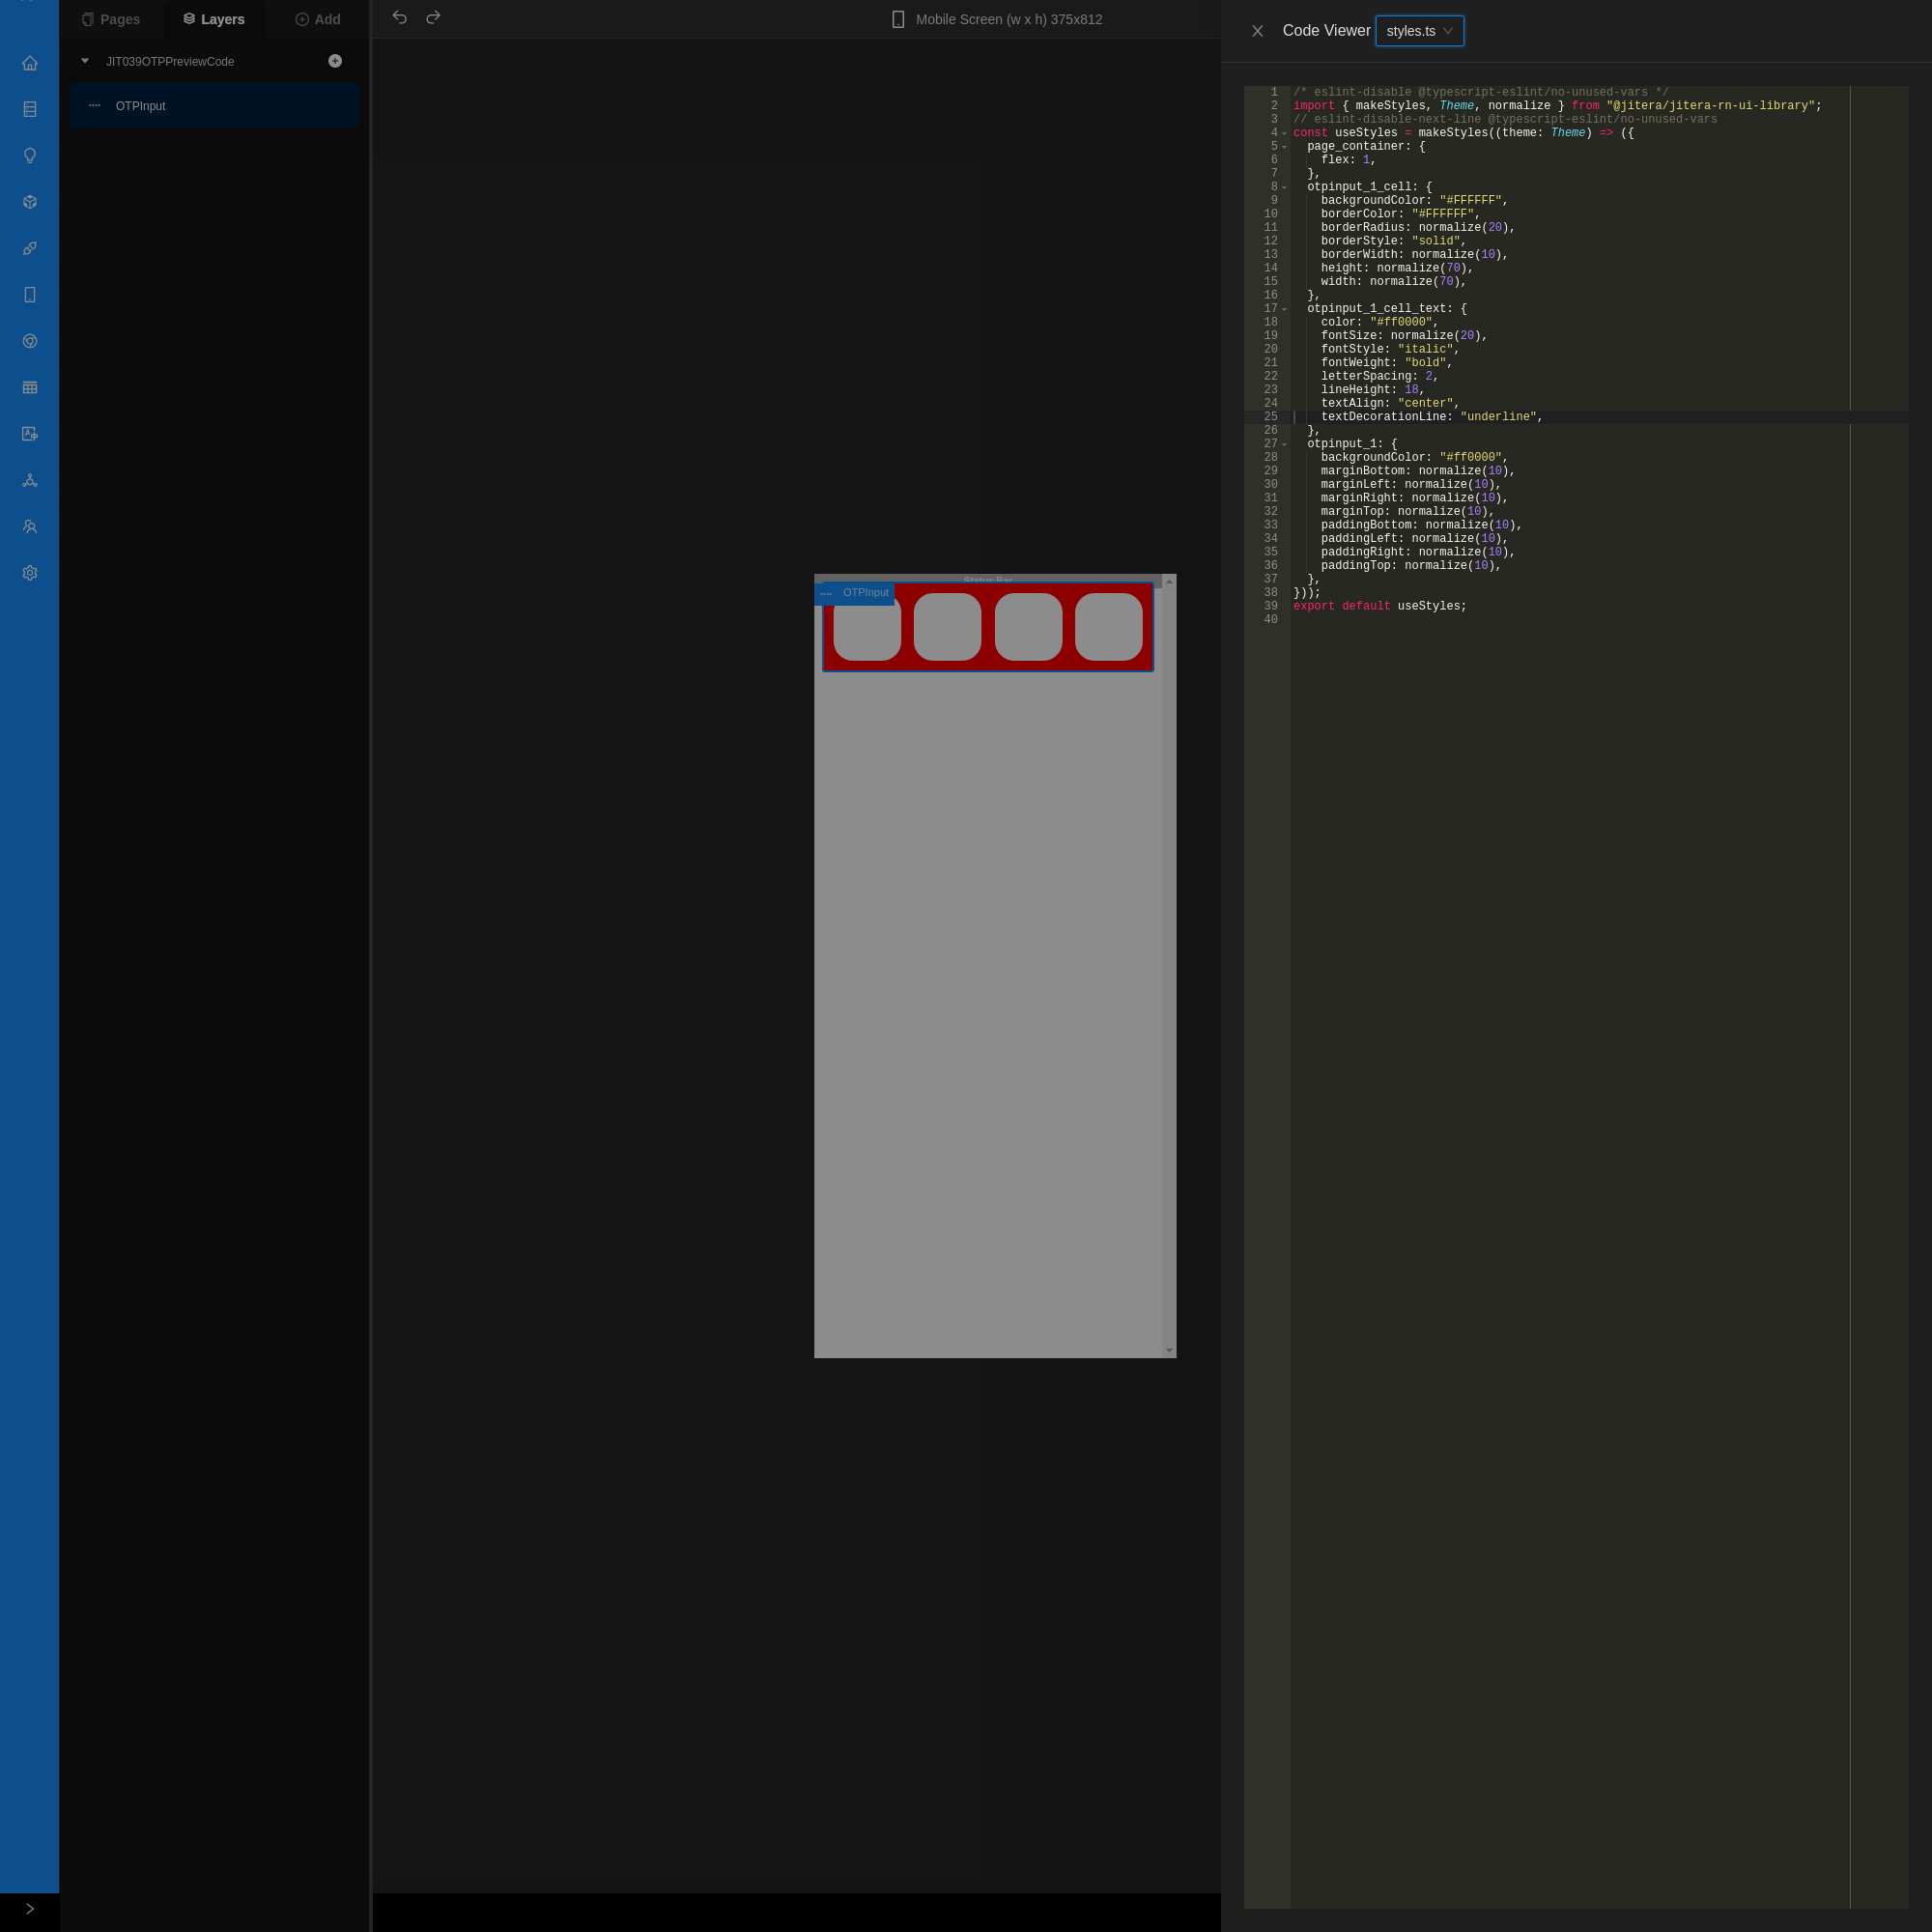 Pages
Layers
Add
JIT039OTPPreviewCode
OTPInput
Mobile Screen (w x h) 375x812
Status Bar
OTPInput
Code Viewer
styles.ts
1 /* eslint-disable @typescript-eslint/no-unused-vars */
2 import { makeStyles, Theme, normalize } from "@jitera/jitera-rn-ui-library";
3 // eslint-disable-next-line @typescript-eslint/no-unused-vars
4 const useStyles = makeStyles((theme: Theme) => ({
5   page_container: {
6     flex: 1,
7   },
8   otpinput_1_cell: {
9     backgroundColor: "#FFFFFF",
10     borderColor: "#FFFFFF",
11     borderRadius: normalize(20),
12     borderStyle: "solid",
13     borderWidth: normalize(10),
14     height: normalize(70),
15     width: normalize(70),
16   },
17   otpinput_1_cell_text: {
18     color: "#ff0000",
19     fontSize: normalize(20),
20     fontStyle: "italic",
21     fontWeight: "bold",
22     letterSpacing: 2,
23     lineHeight: 18,
24     textAlign: "center",
25     textDecorationLine: "underline",
26   },
27   otpinput_1: {
28     backgroundColor: "#ff0000",
29     marginBottom: normalize(10),
30     marginLeft: normalize(10),
31     marginRight: normalize(10),
32     marginTop: normalize(10),
33     paddingBottom: normalize(10),
34     paddingLeft: normalize(10),
35     paddingRight: normalize(10),
36     paddingTop: normalize(10),
37   },
38 }));
39 export default useStyles;
40